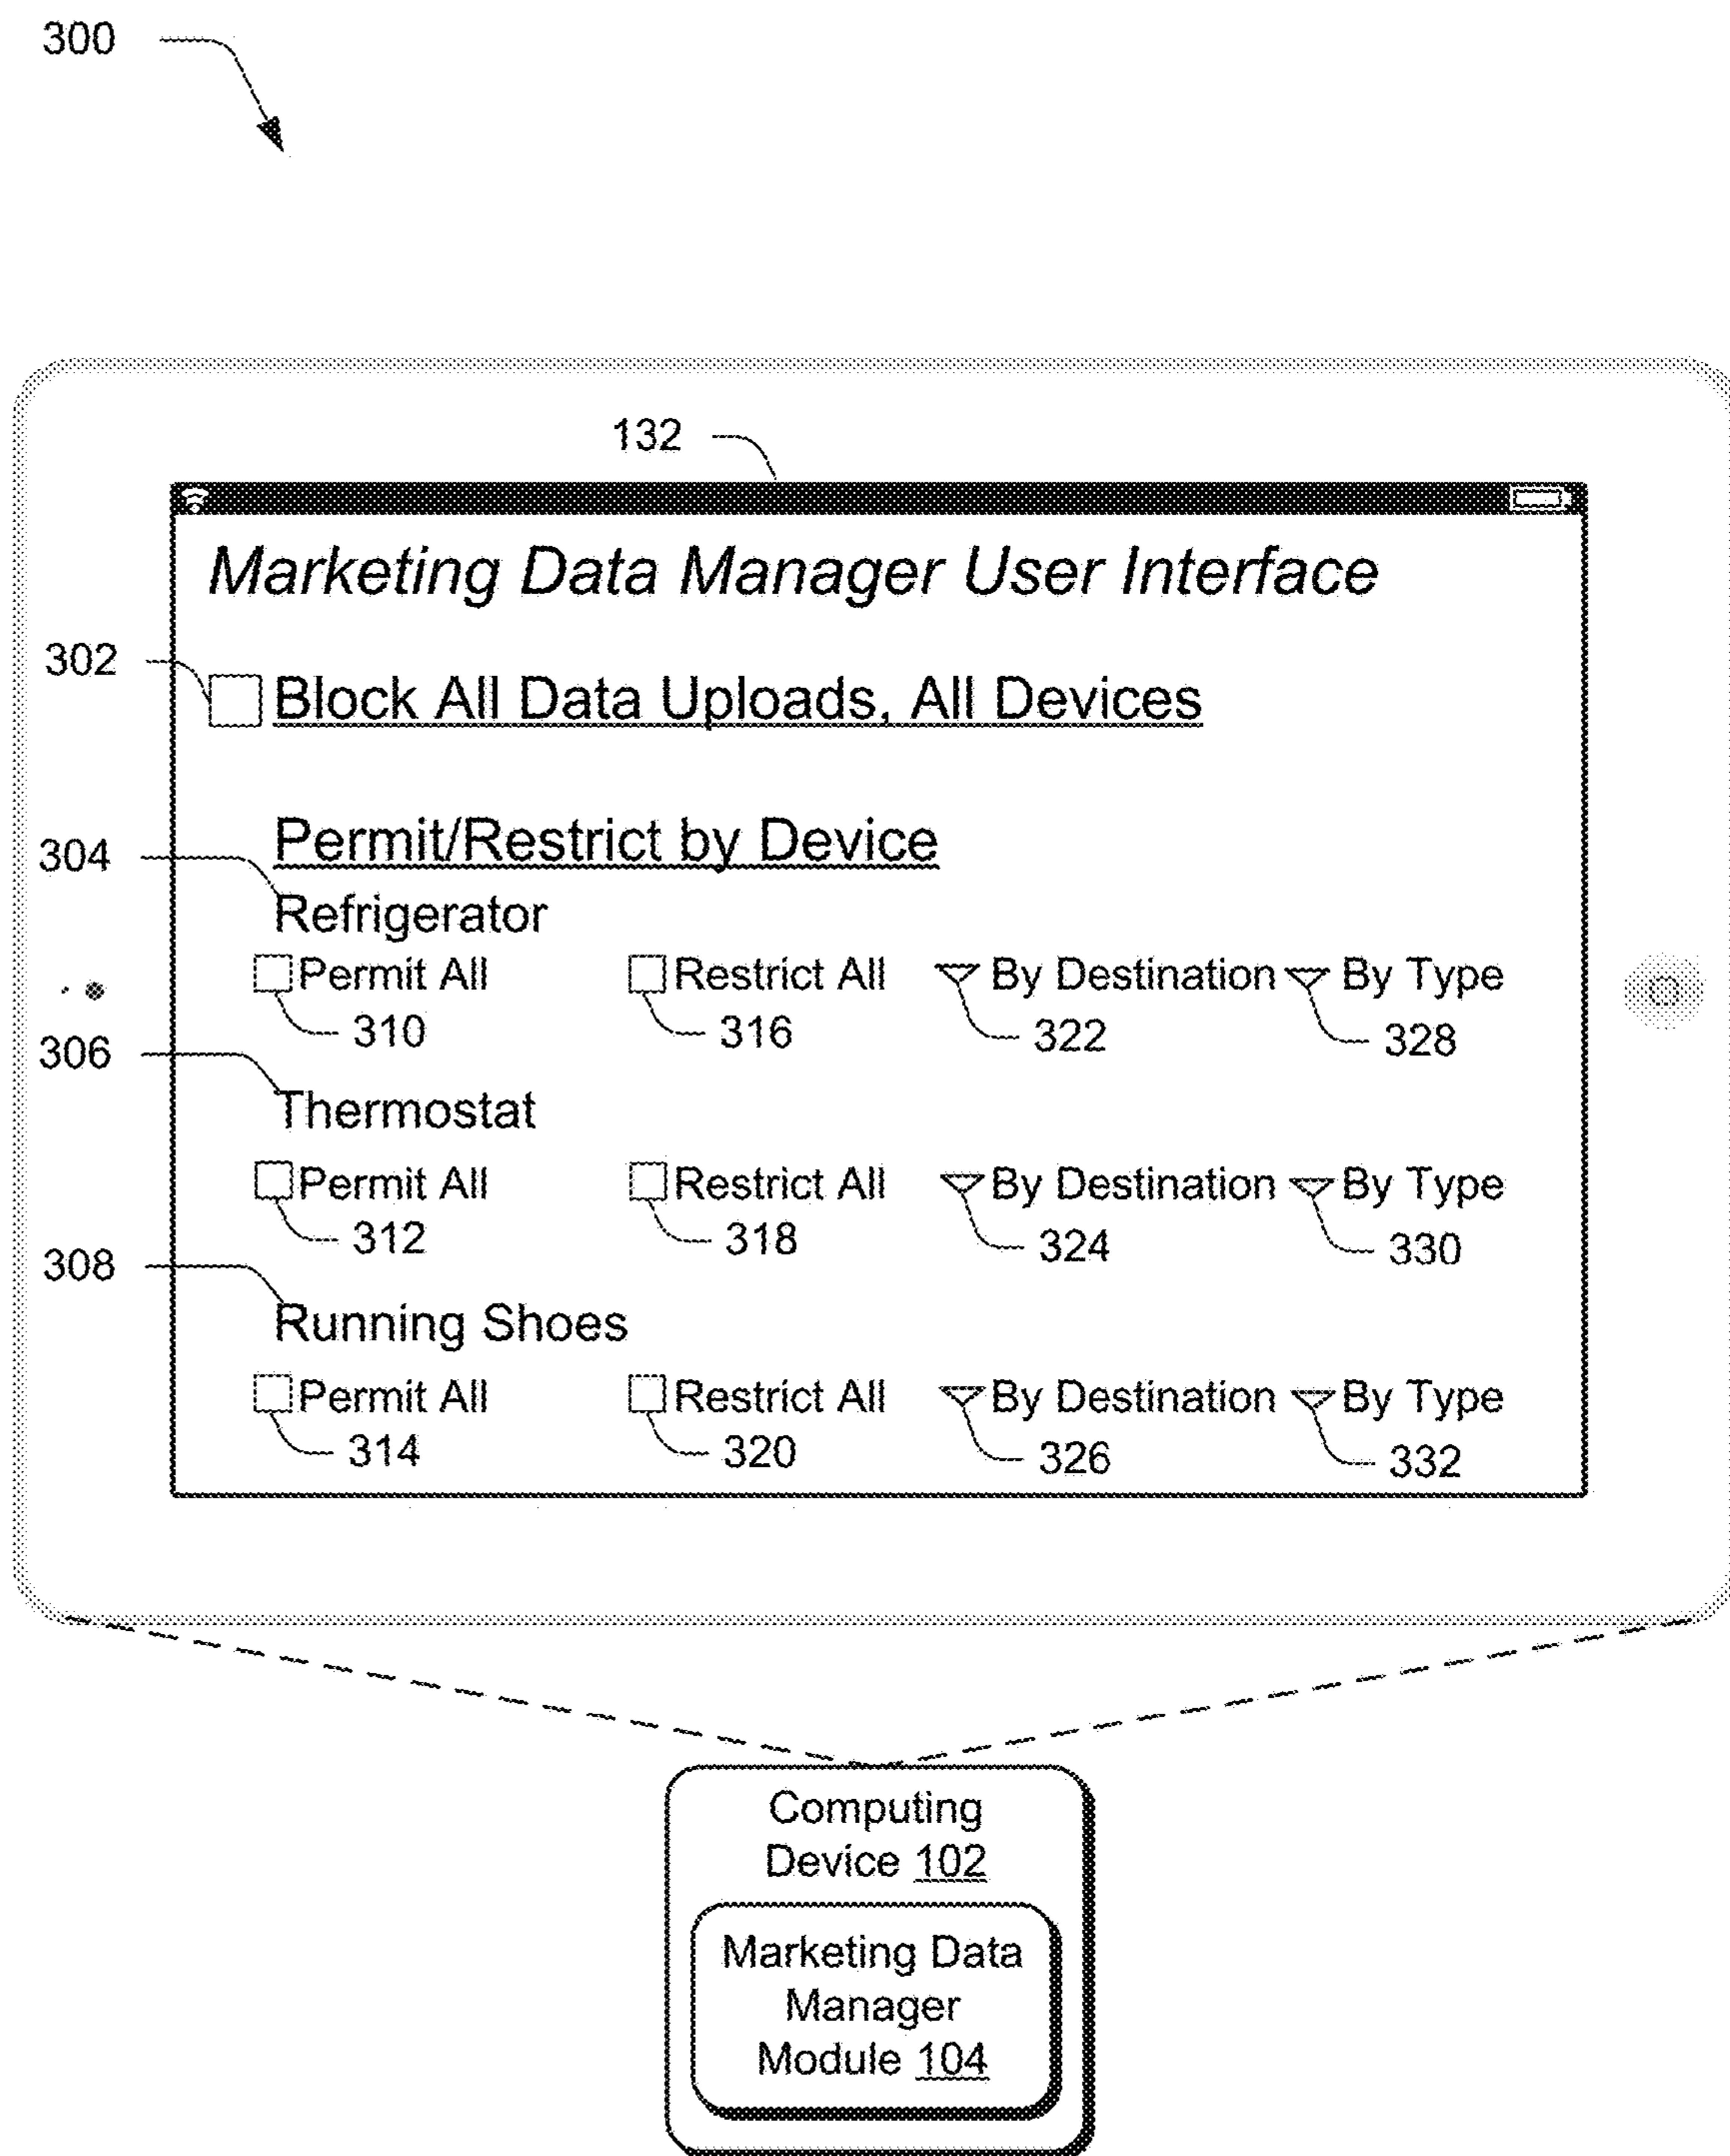 300
132
Marketing Data Manager User Interface
302
Block All Data Uploads, All Devices
Permit/Restrict by Device
304
Refrigerator
Permit All Restrict All By Destination By Type
310 316 322 328
306
Thermostat
Permit All Restrict All By Destination By Type
312 318 324 330
308
Running Shoes
Permit All Restrict All By Destination By Type
314 320 326 332
Computing
Device 102
Marketing Data
Manager
Module 104